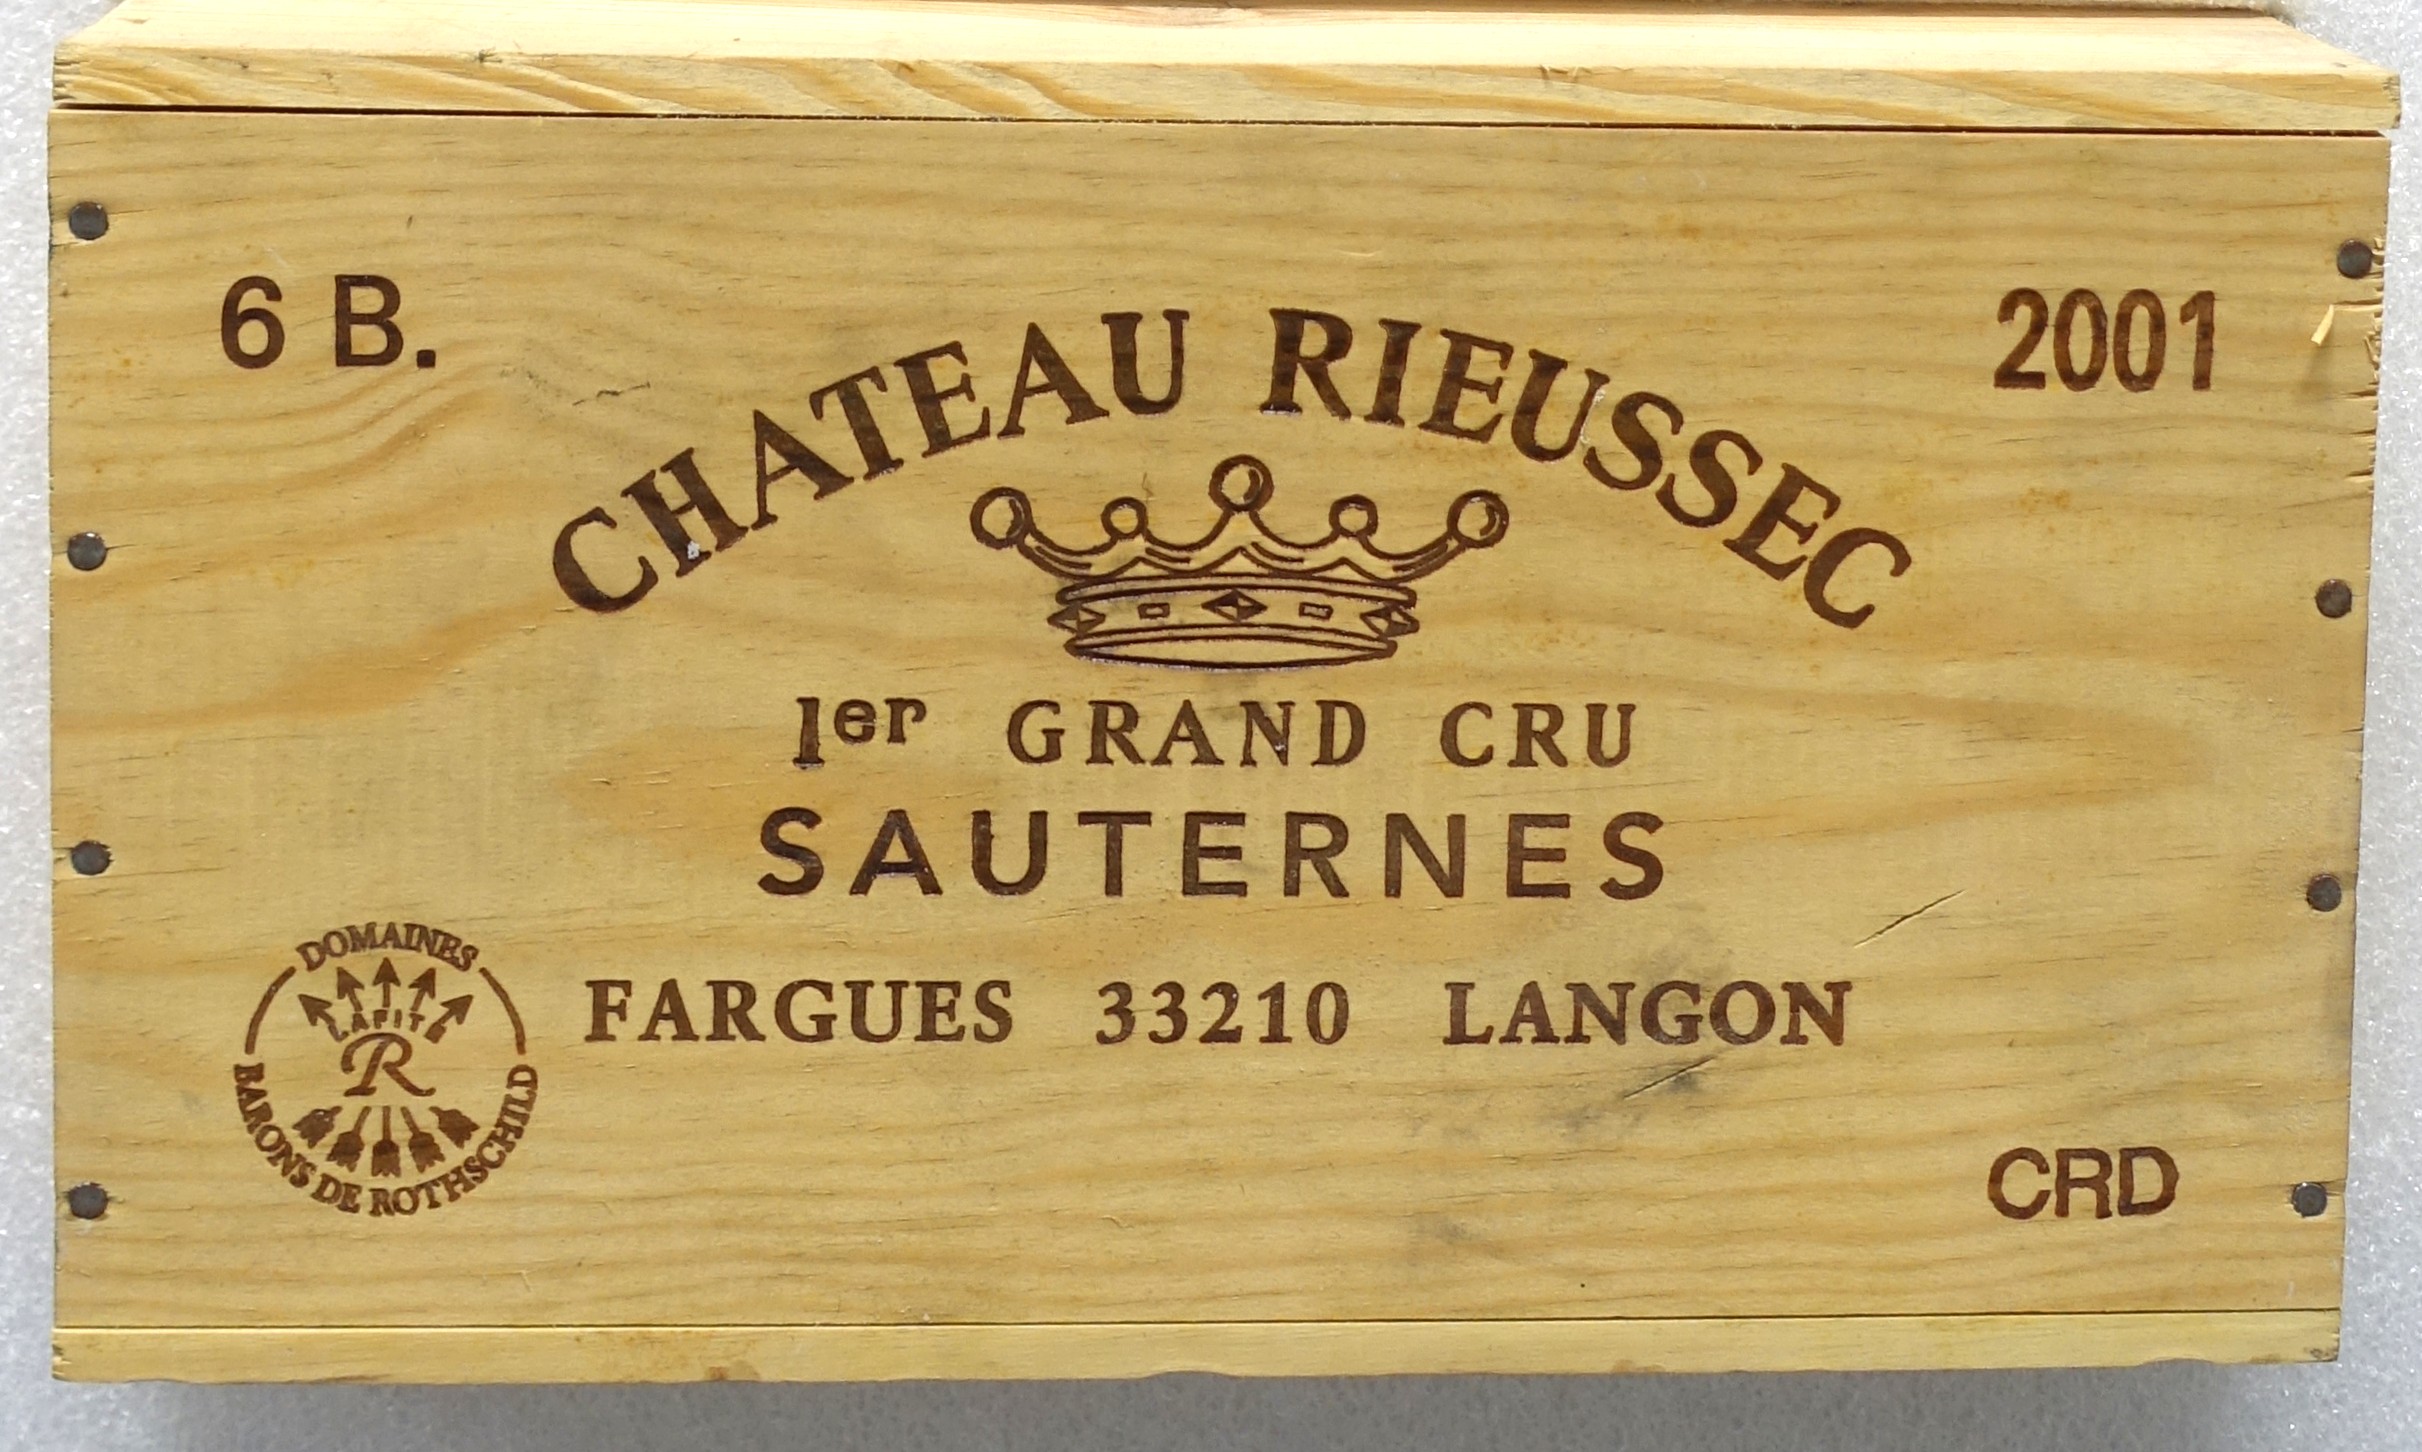 6 B.
2001
CHATEAU RIEUSSEC
1er GRAND CRU
SAUTERNES
FARGUES 33210 LANGON
DOMAINES
LAFITE
R
BARONS DE ROTHSCHILD
CRD